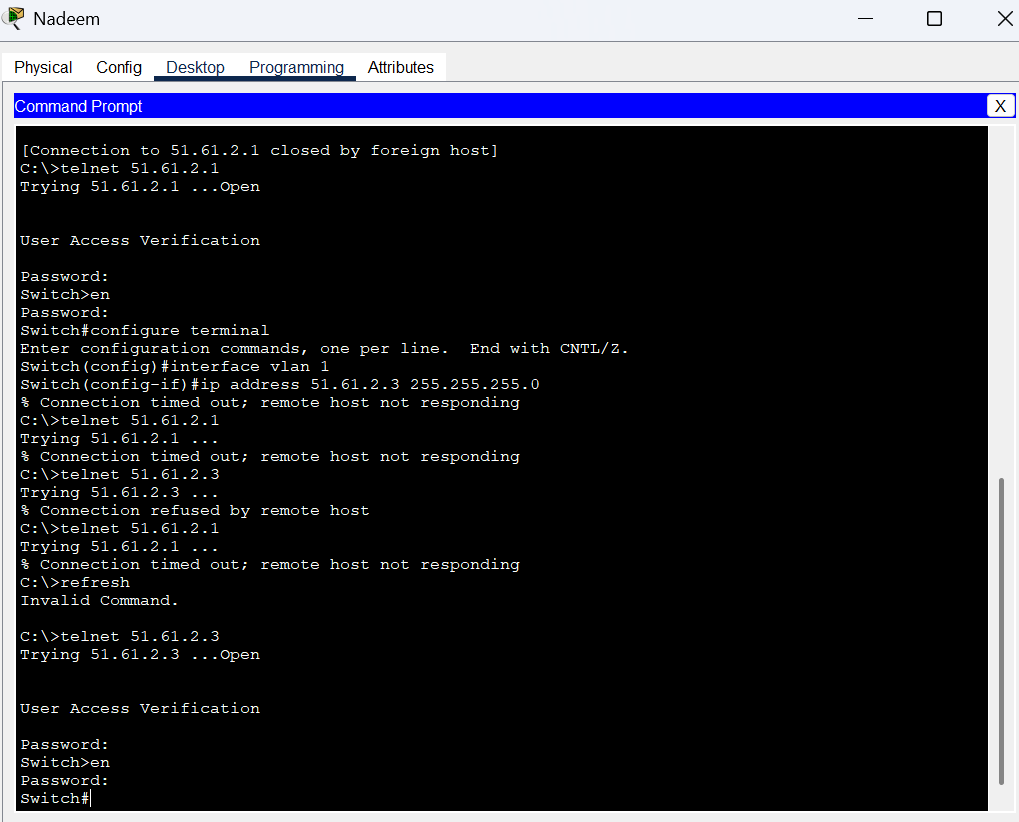 Nadeem
Physical Config Desktop Programming Attributes
Command Prompt X
[Connection to 51.61.2.1 closed by foreign host]
C:\>telnet 51.61.2.1
Trying 51.61.2.1 ...Open
User Access Verification
Password:
Switch>en
Password:
Switch#configure terminal
Enter configuration commands, one per line.  End with CNTL/Z.
Switch(config)#interface vlan 1
Switch(config-if)#ip address 51.61.2.3 255.255.255.0
% Connection timed out; remote host not responding
C:\>telnet 51.61.2.1
Trying 51.61.2.1 ...
% Connection timed out; remote host not responding
C:\>telnet 51.61.2.3
Trying 51.61.2.3 ...
% Connection refused by remote host
C:\>telnet 51.61.2.1
Trying 51.61.2.1 ...
% Connection timed out; remote host not responding
C:\>refresh
Invalid Command.
C:\>telnet 51.61.2.3
Trying 51.61.2.3 ...Open
User Access Verification
Password:
Switch>en
Password:
Switch#